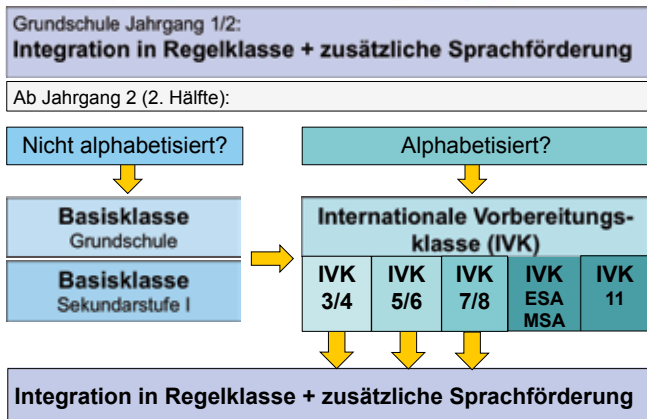 Grundschule Jahrgang 1/2:
Integration in Regelklasse + zusätzliche Sprachförderung
Ab Jahrgang 2 (2. Hälfte):
Nicht alphabetisiert?
Alphabetisiert?
Basisklasse
Grundschule
Basisklasse
Sekundarstufe I
Internationale Vorbereitungs-
klasse (IVK)
IVK
3/4
IVK
5/6
IVK
7/8
IVK
ESA
MSA
IVK
11
Integration in Regelklasse + zusätzliche Sprachförderung